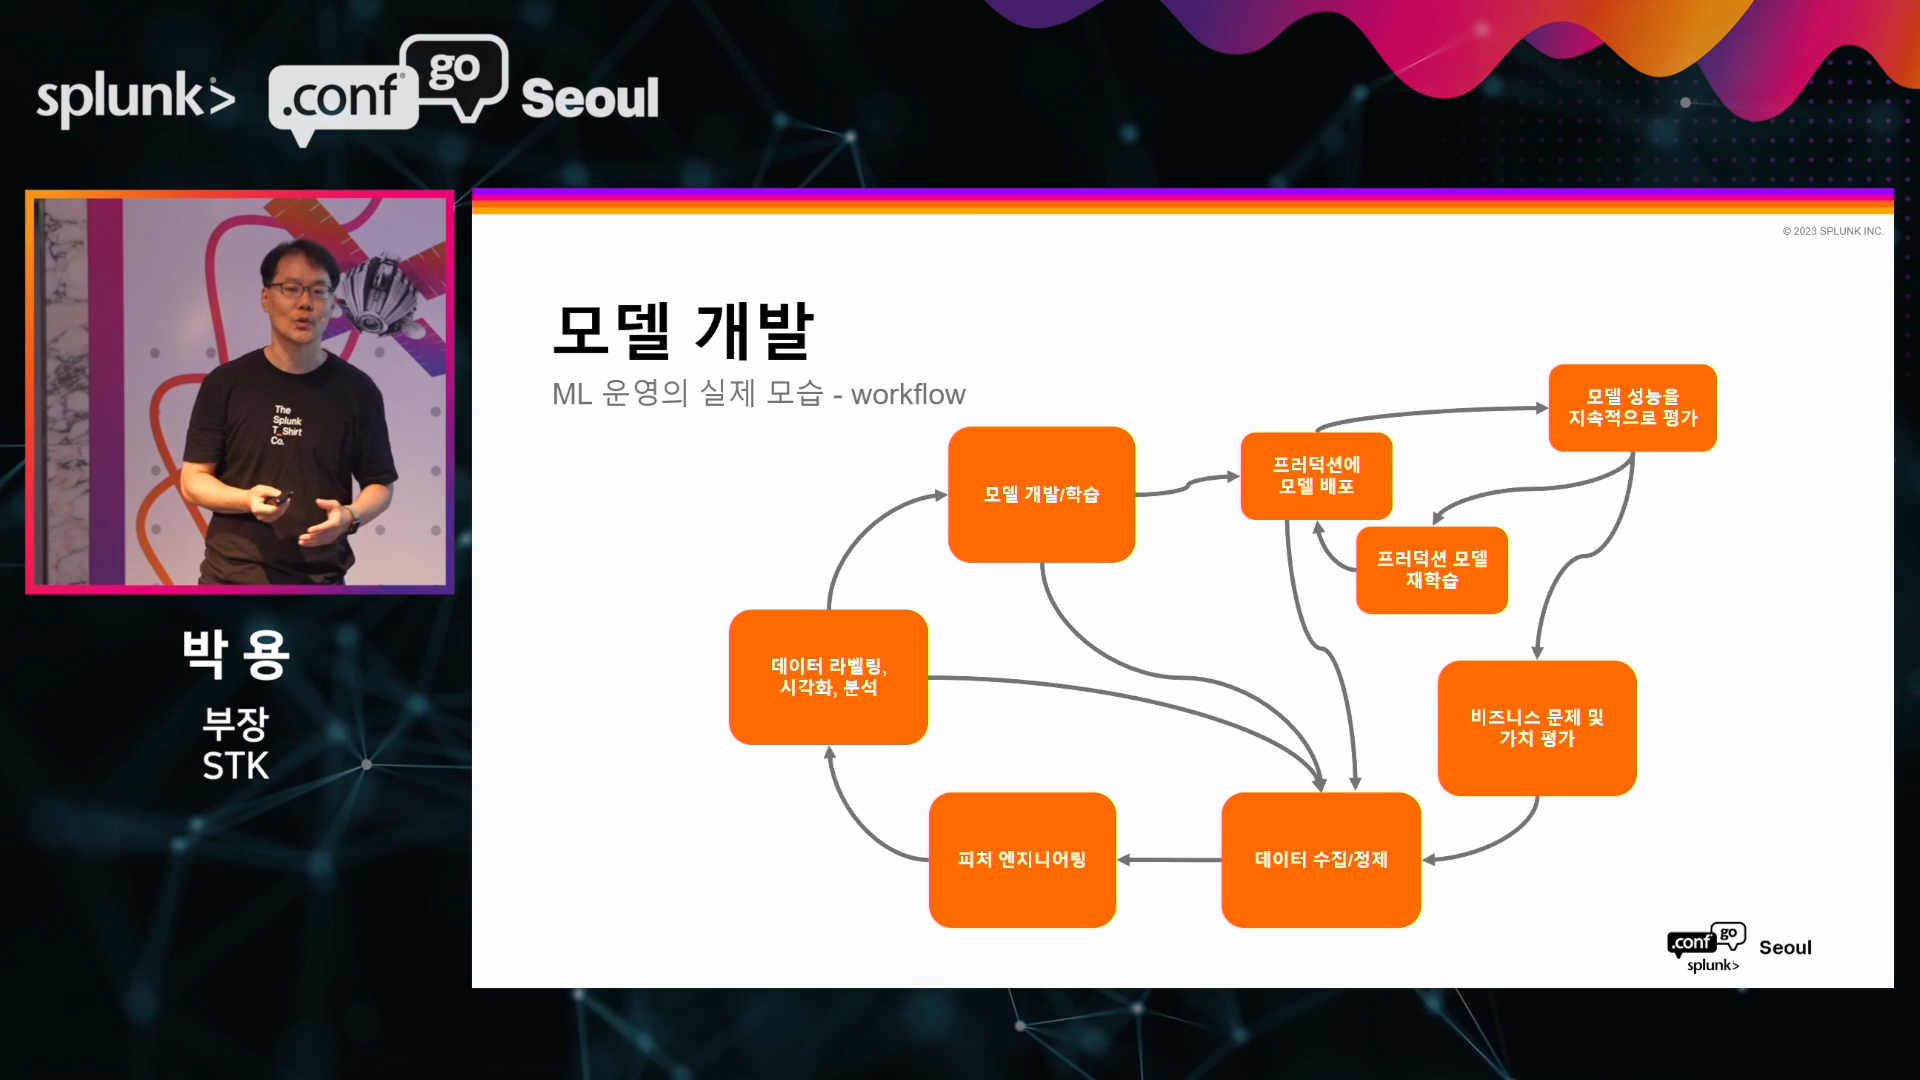 splunk>
.conf go Seoul
The
Splunk
T_Shirt
Co.
박 용
부장
STK
© 2023 SPLUNK INC.
모델 개발
ML 운영의 실제 모습 - workflow
모델 성능을
지속적으로 평가
프러덕션에
모델 배포
모델 개발/학습
프러덕션 모델
재학습
데이터 라벨링,
시각화, 분석
비즈니스 문제 및
가치 평가
피처 엔지니어링
데이터 수집/정제
.conf go
splunk>
Seoul